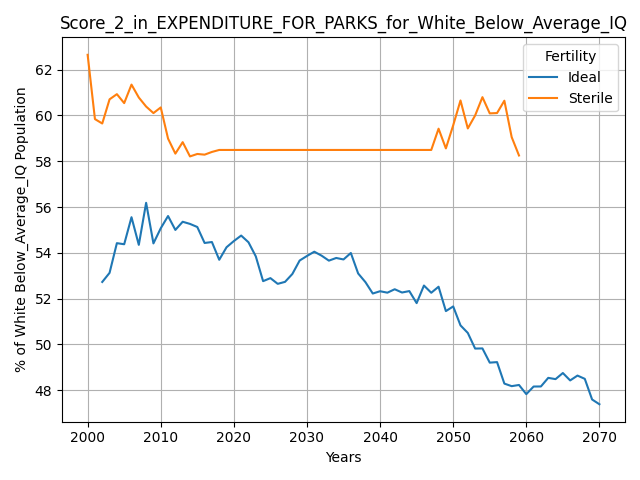 Score_2_in_EXPENDITURE_FOR_PARKS_for_White_Below_Average_IQ
% of White Below_Average_IQ Population
62
60
58
56
54
52
50
48
Fertility
Ideal
Sterile
2000 2010 2020 2030 2040 2050 2060 2070
Years